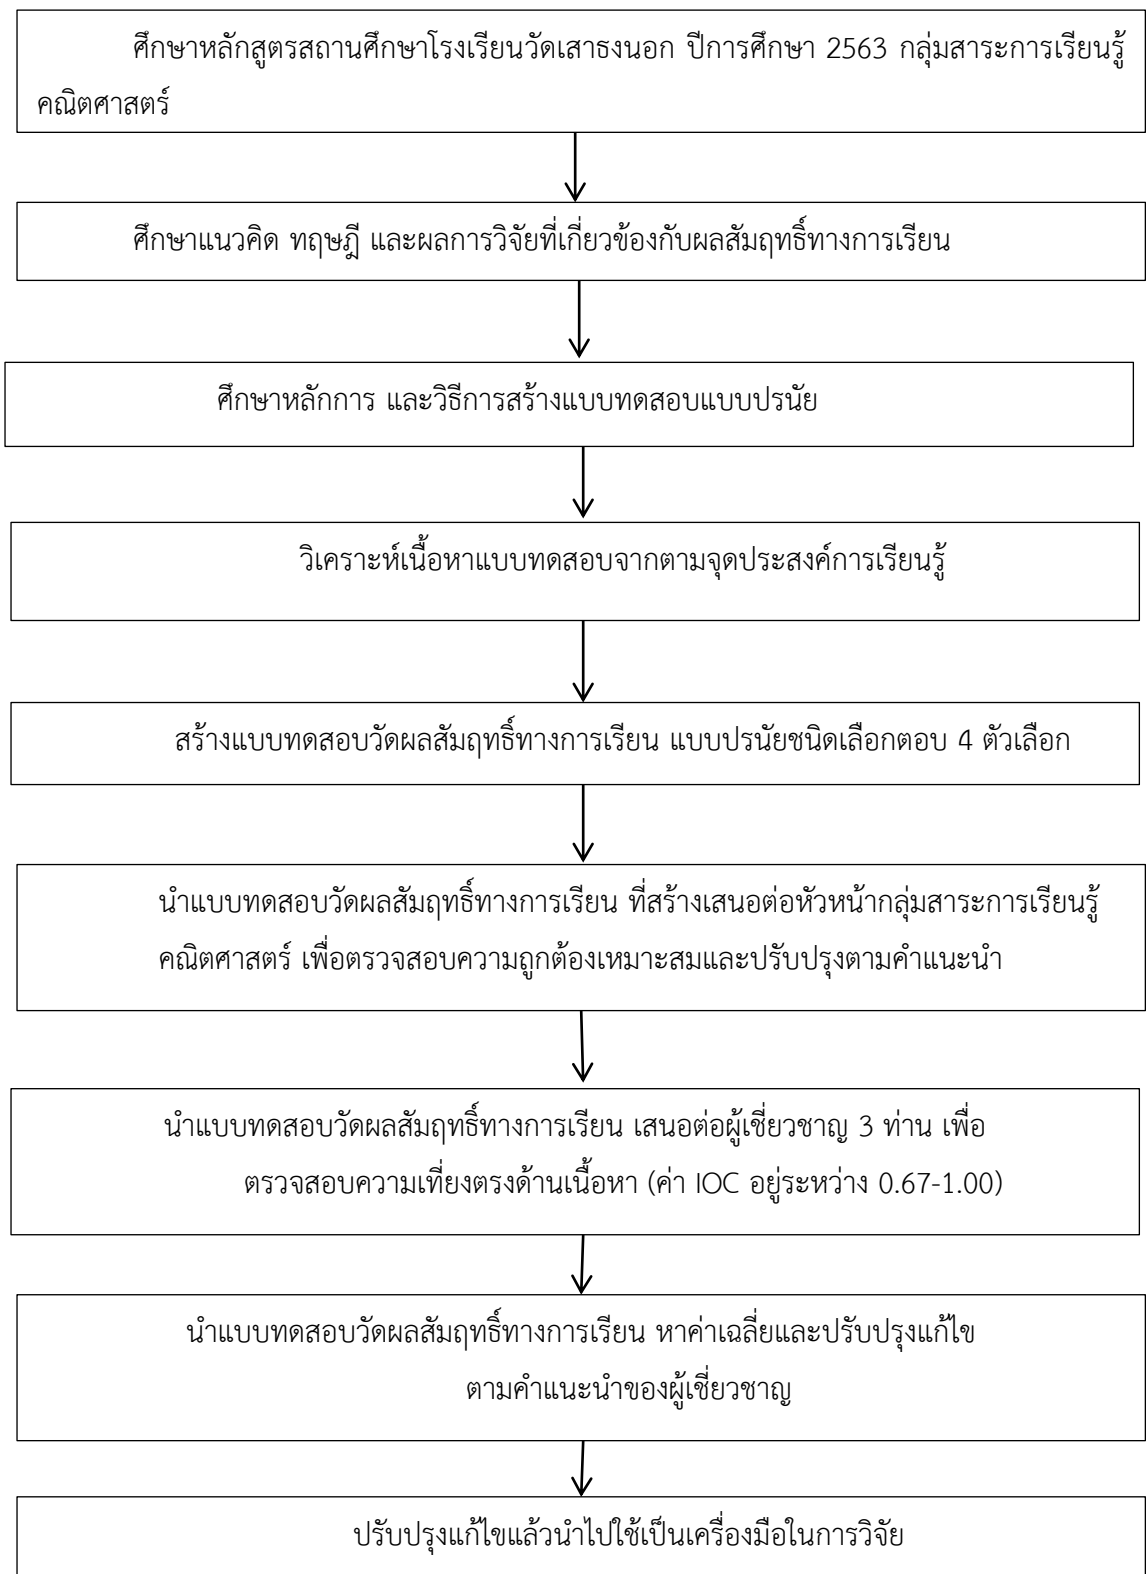 ศึกษาหลักสูตรสถานศึกษาโรงเรียนวัดเสาธงนอก ปีการศึกษา 2563 กลุ่มสาระการเรียนรู้
คณิตศาสตร์
ศึกษาแนวคิด ทฤษฎี และผลการวิจัยที่เกี่ยวข้องกับผลสัมฤทธิ์ทางการเรียน
ศึกษาหลักการ และวิธีการสร้างแบบทดสอบแบบปรนัย
วิเคราะห์เนื้อหาแบบทดสอบจากตามจุดประสงค์การเรียนรู้
สร้างแบบทดสอบวัดผลสัมฤทธิ์ทางการเรียน แบบปรนัยชนิดเลือกตอบ 4 ตัวเลือก
นำแบบทดสอบวัดผลสัมฤทธิ์ทางการเรียน ที่สร้างเสนอต่อหัวหน้ากลุ่มสาระการเรียนรู้
คณิตศาสตร์ เพื่อตรวจสอบความถูกต้องเหมาะสมและปรับปรุงตามคำแนะนำ
นำแบบทดสอบวัดผลสัมฤทธิ์ทางการเรียน เสนอต่อผู้เชี่ยวชาญ 3 ท่าน เพื่อ
ตรวจสอบความเที่ยงตรงด้านเนื้อหา (ค่า IOC อยู่ระหว่าง 0.67-1.00)
นำแบบทดสอบวัดผลสัมฤทธิ์ทางการเรียน หาค่าเฉลี่ยและปรับปรุงแก้ไข
ตามคำแนะนำของผู้เชี่ยวชาญ
ปรับปรุงแก้ไขแล้วนำไปใช้เป็นเครื่องมือในการวิจัย